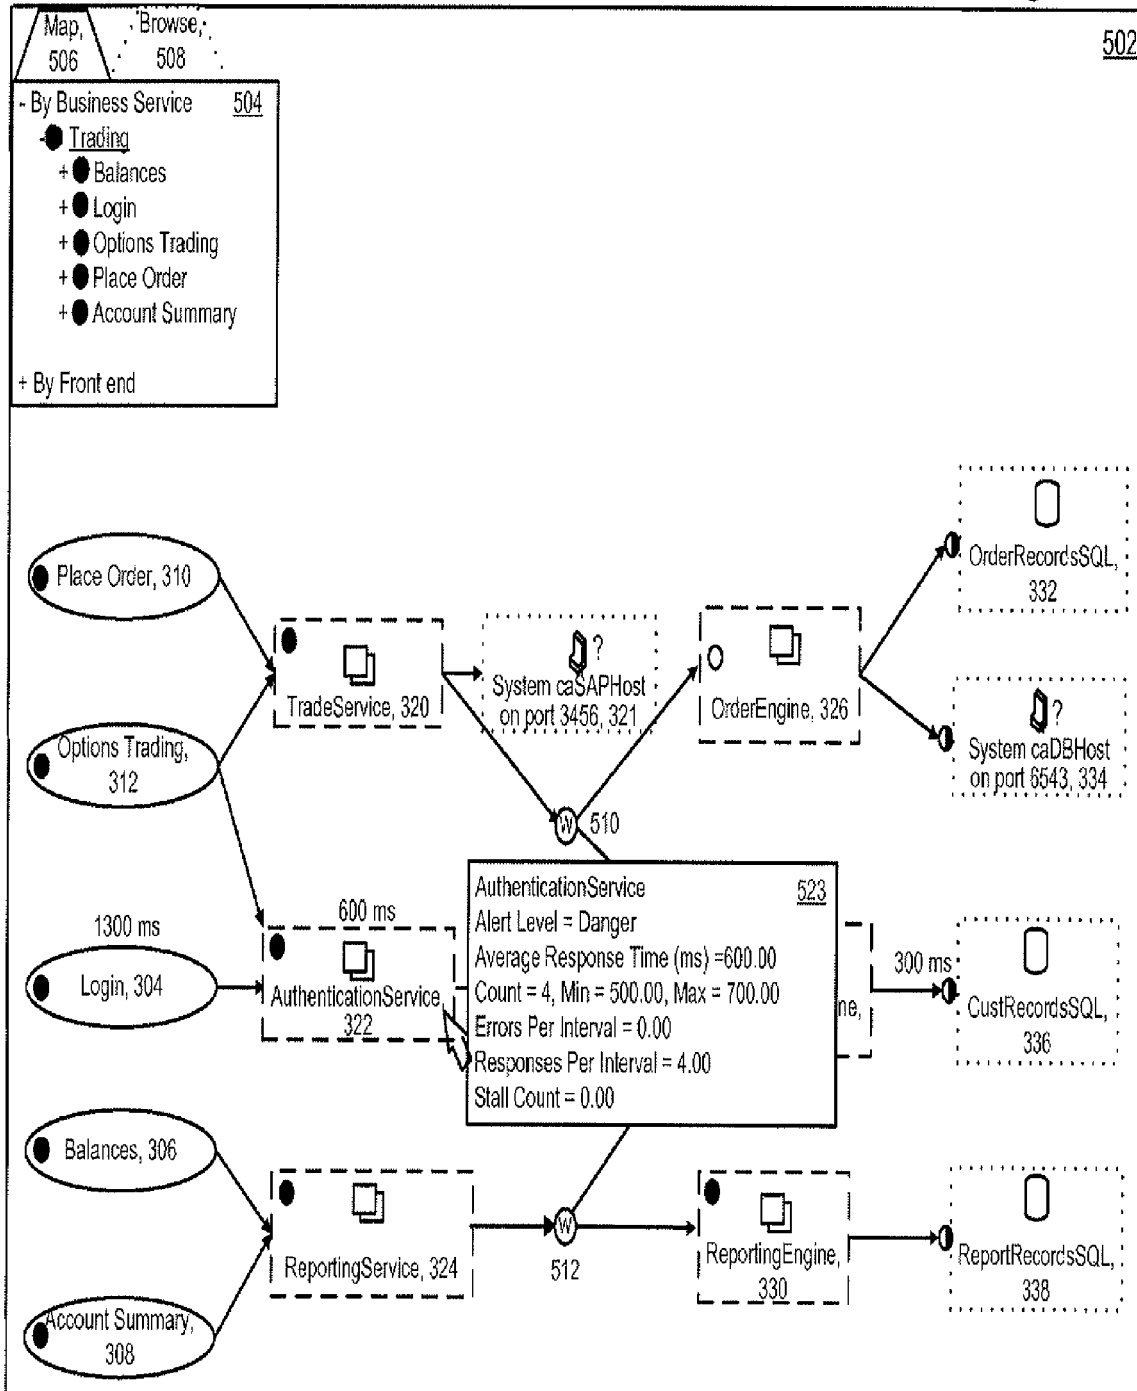 Map,
506
Browse,
508
502
- By Business Service
504
- Trading
+ Balances
+ Login
+ Options Trading
+ Place Order
+ Account Summary
+ By Front end
Place Order, 310
Options Trading,
312
1300 ms
Login, 304
Balances, 306
Account Summary,
308
TradeService, 320
600 ms
AuthenticationService,
322
ReportingService, 324
?
System caSAPHost
on port 3456, 321
W
510
OrderEngine, 326
OrderRecordsSQL,
332
?
System caDBHost
on port 6543, 334
AuthenticationService
523
Alert Level = Danger
Average Response Time (ms) =600.00
Count = 4, Min = 500.00, Max = 700.00
Errors Per Interval = 0.00
Responses Per Interval = 4.00
Stall Count = 0.00
ne,
300 ms
CustRecordsSQL,
336
W
512
ReportingEngine,
330
ReportRecordsSQL,
338